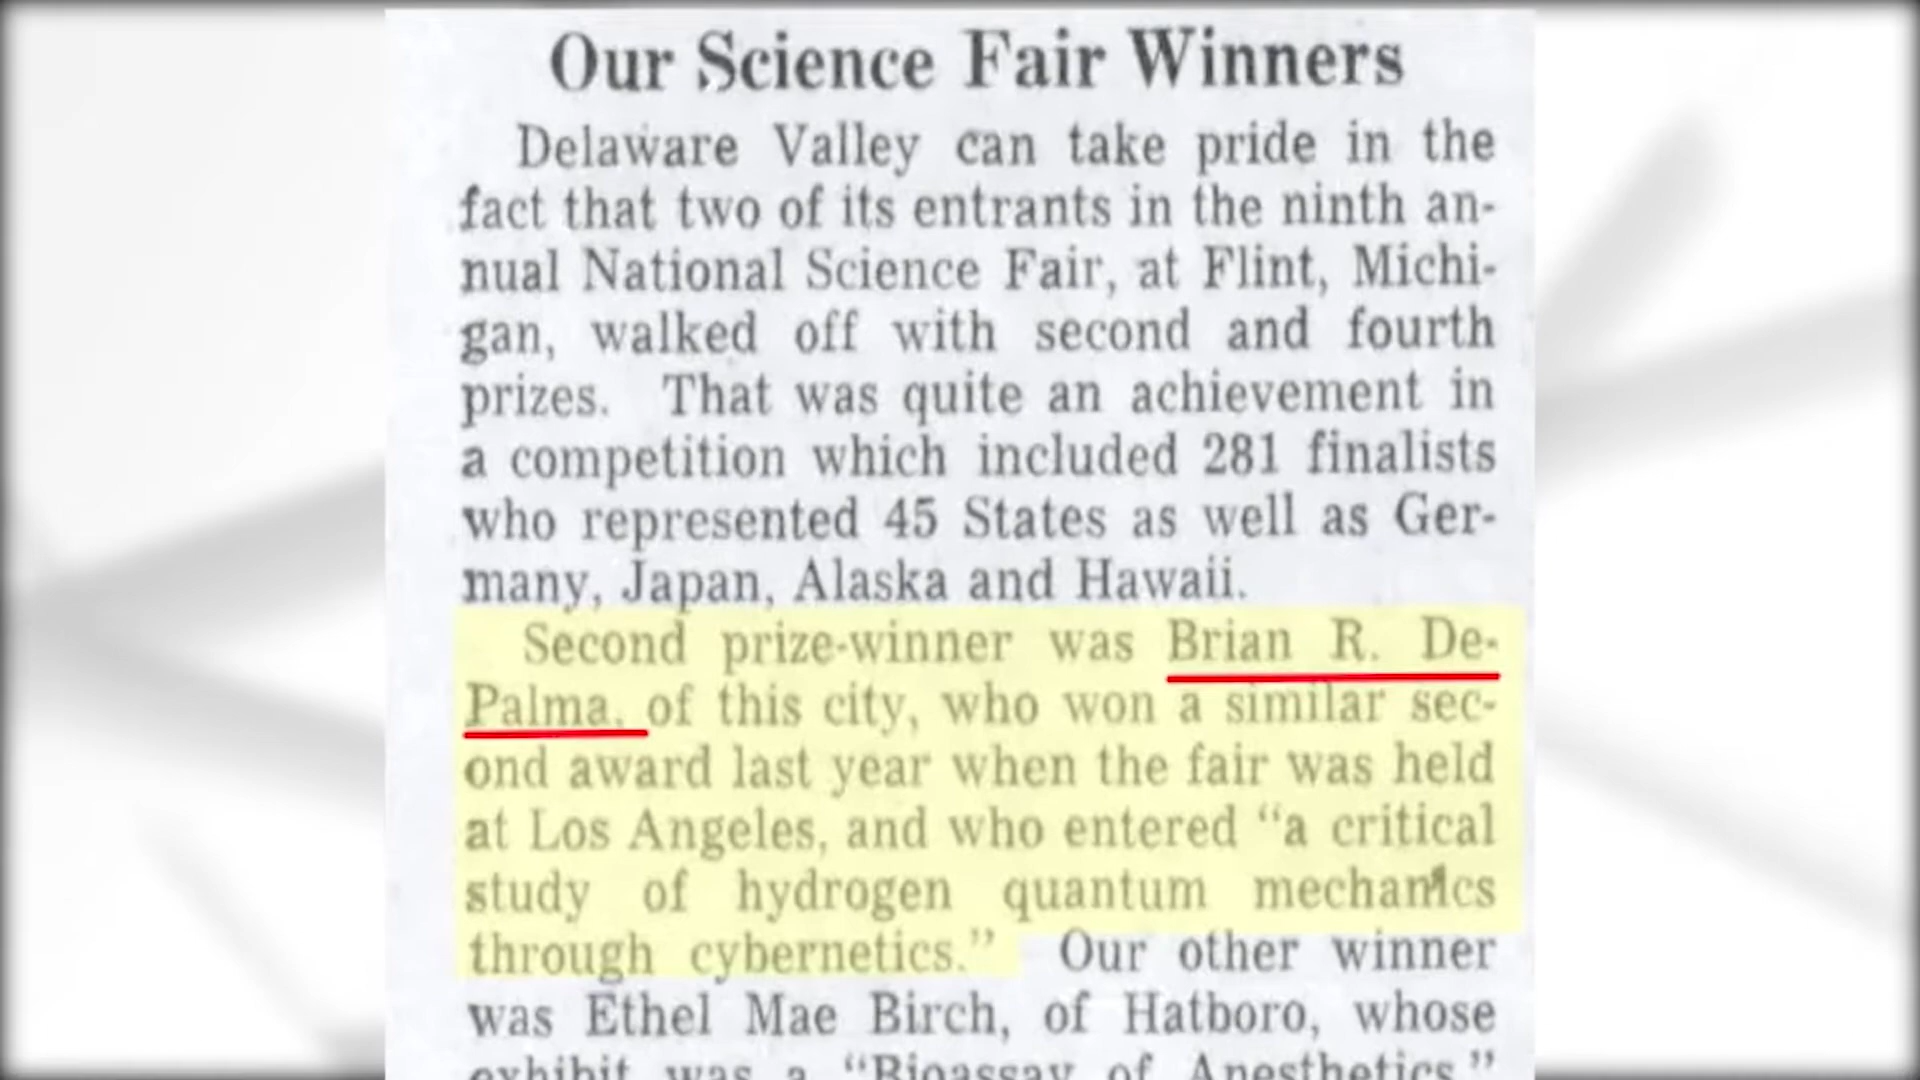 Our Science Fair Winners
Delaware Valley can take pride in the
fact that two of its entrants in the ninth an-
nual National Science Fair, at Flint, Michi-
gan, walked off with second and fourth
prizes. That was quite an achievement in
a competition which included 281 finalists
who represented 45 States as well as Ger-
many, Japan, Alaska and Hawaii.
Second prize-winner was Brian R. De-
Palma, of this city, who won a similar sec-
ond award last year when the fair was held
at Los Angeles, and who entered “a critical
study of hydrogen quantum mechanics
through cybernetics.” Our other winner
was Ethel Mae Birch, of Hatboro, whose
exhibit was a “Bioassay of Anesthetics.”